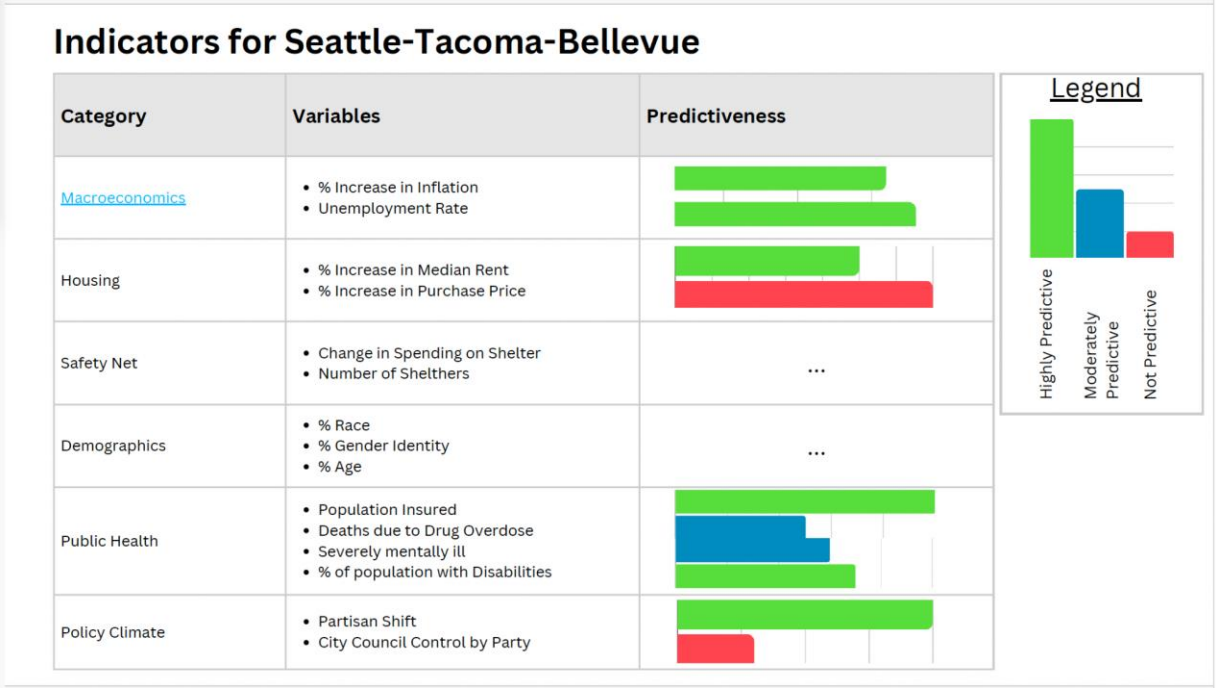 Indicators for Seattle-Tacoma-Bellevue
Category
Variables
Predictiveness
Macroeconomics
• % Increase in Inflation
• Unemployment Rate
Housing
• % Increase in Median Rent
• % Increase in Purchase Price
Safety Net
• Change in Spending on Shelter
• Number of Shelthers
...
Demographics
• % Race
• % Gender Identity
• % Age
...
Public Health
• Population Insured
• Deaths due to Drug Overdose
• Severely mentally ill
• % of population with Disabilities
Policy Climate
• Partisan Shift
• City Council Control by Party
Legend
Highly Predictive
Moderately
Predictive
Not Predictive